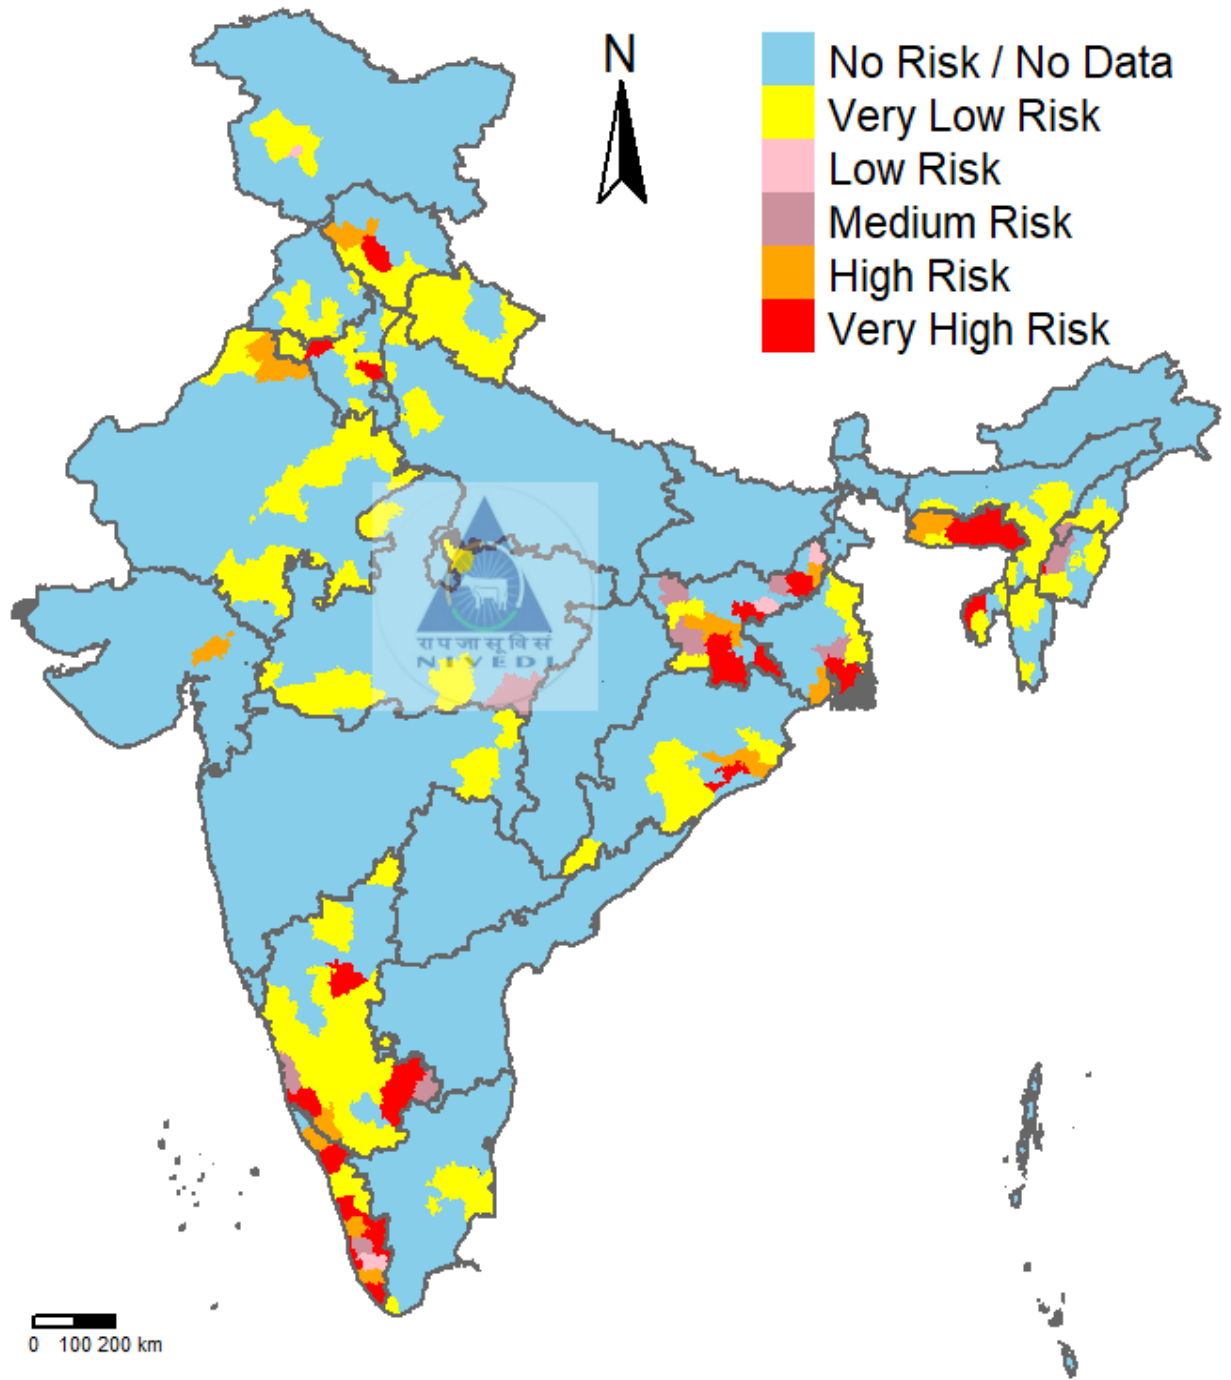 N
No Risk / No Data
Very Low Risk
Low Risk
Medium Risk
High Risk
Very High Risk
रा प जा सू वि सं
NIVEDI
0 100 200 km